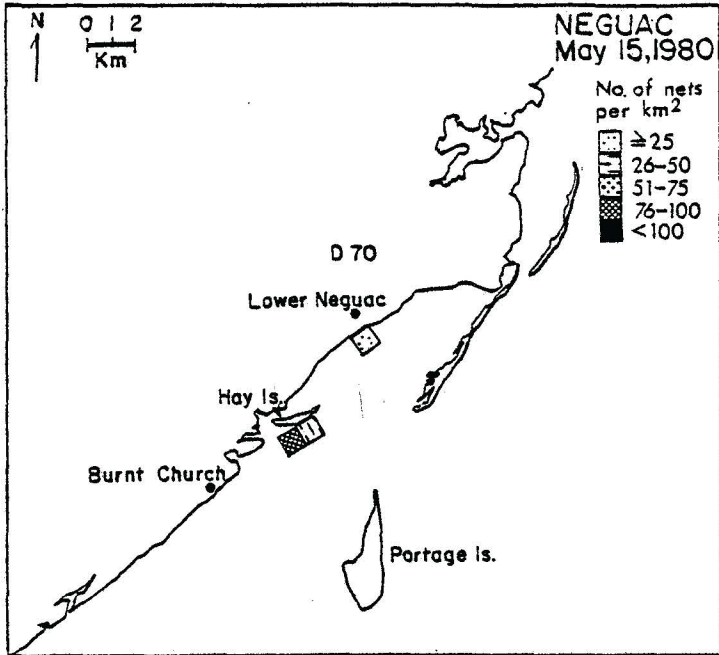 N
0 1 2
Km
NEGUAC
May 15,1980
No. of nets
per km²
≧25
26-50
51-75
76-100
<100
D 70
Lower Neguac
Hay Is.
Burnt Church
Portage Is.